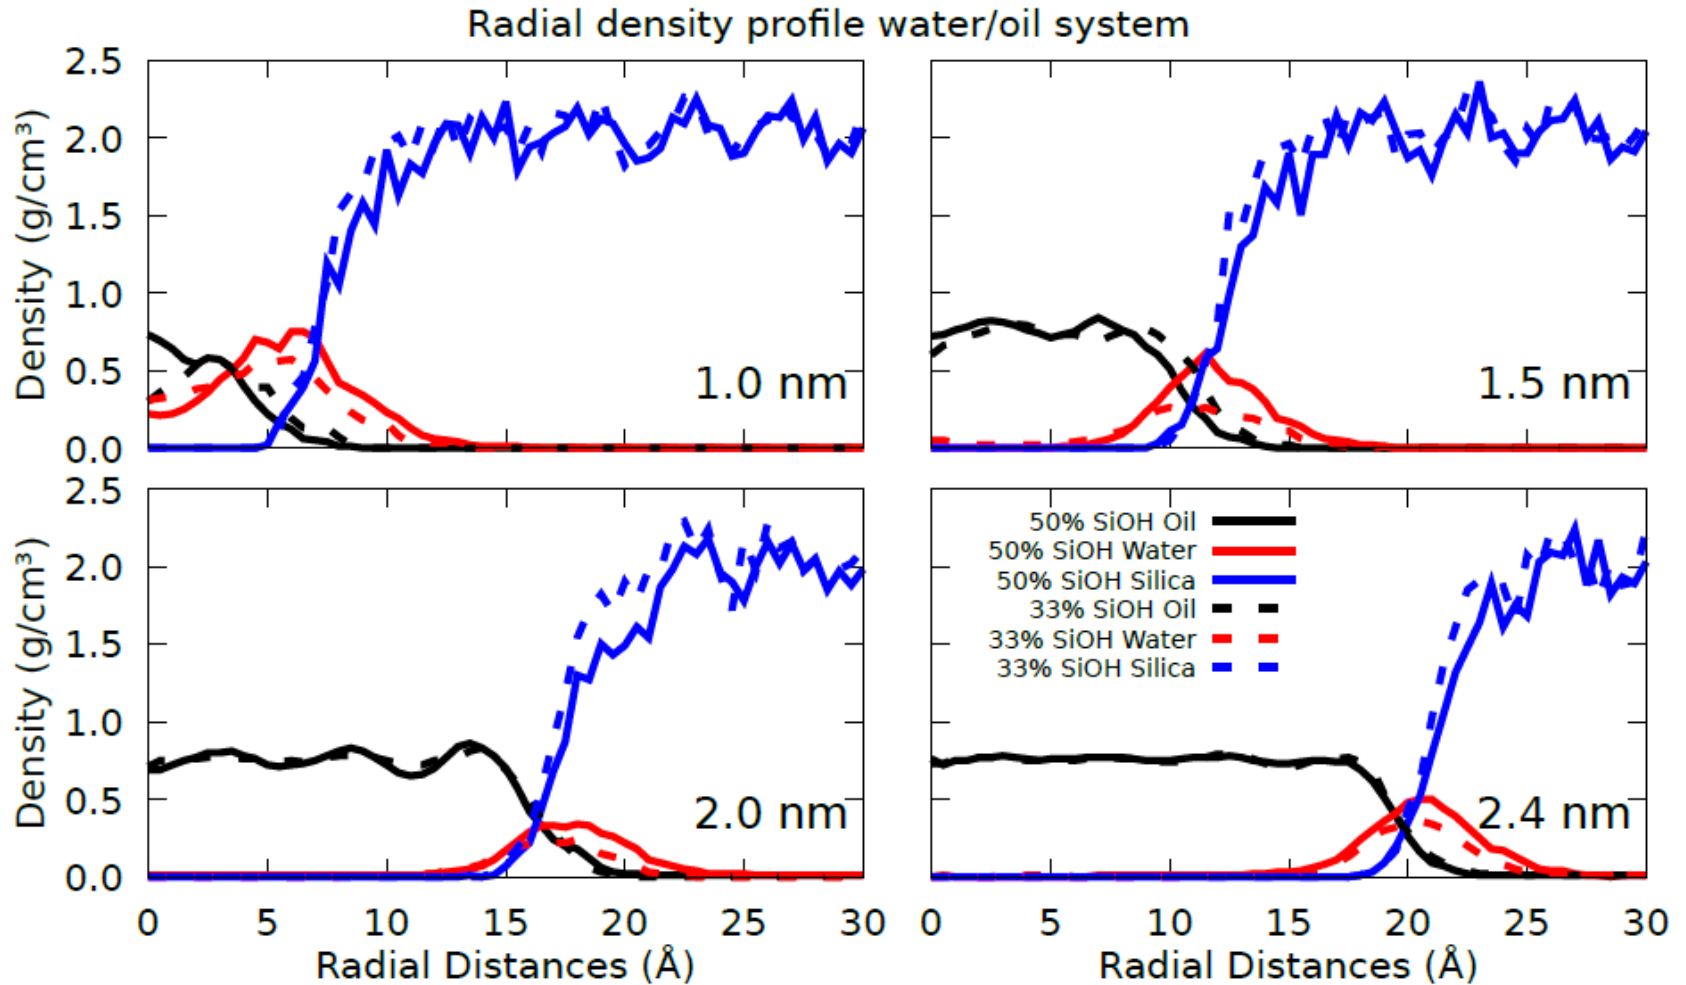 Radial density profile water/oil system
2.5
2.0
1.5
1.0
0.5
0.0
Density (g/cm³)
1.0 nm
1.5 nm
2.5
2.0
1.5
1.0
0.5
0.0
Density (g/cm³)
2.0 nm
50% SiOH Oil
50% SiOH Water
50% SiOH Silica
33% SiOH Oil
33% SiOH Water
33% SiOH Silica
2.4 nm
0 5 10 15 20 25 30
0 5 10 15 20 25 30
Radial Distances (Å)
Radial Distances (Å)